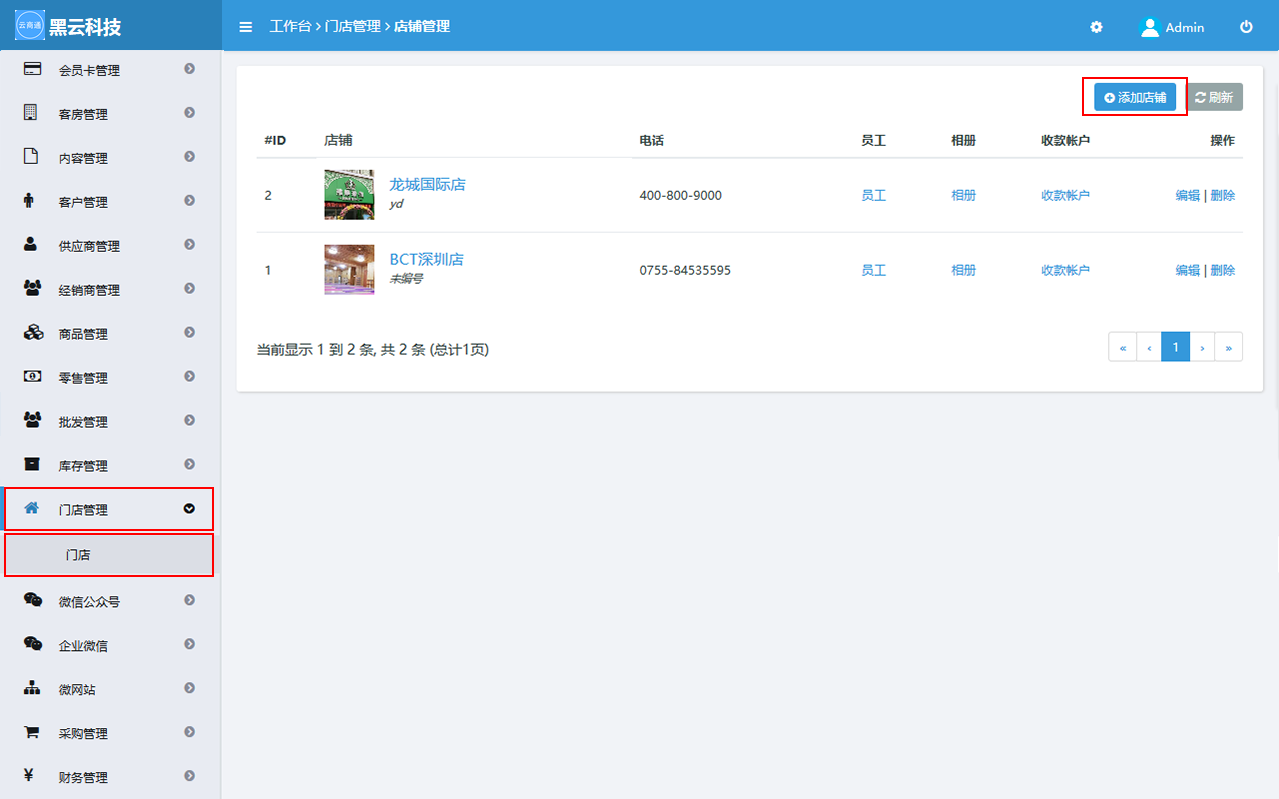 云商通 黑云科技
工作台 › 门店管理 › 店铺管理
Admin
会员卡管理
客房管理
内容管理
客户管理
供应商管理
经销商管理
商品管理
零售管理
批发管理
库存管理
门店管理
门店
微信公众号
企业微信
微网站
采购管理
财务管理
添加店铺 刷新
#ID 店铺 电话 员工 相册 收款帐户 操作
2 龙城国际店 400-800-9000 员工 相册 收款帐户 编辑 | 删除
yd
1 BCT深圳店 0755-84535595 员工 相册 收款帐户 编辑 | 删除
未编号
当前显示 1 到 2 条, 共 2 条 (总计1页)
« ‹ 1 › »